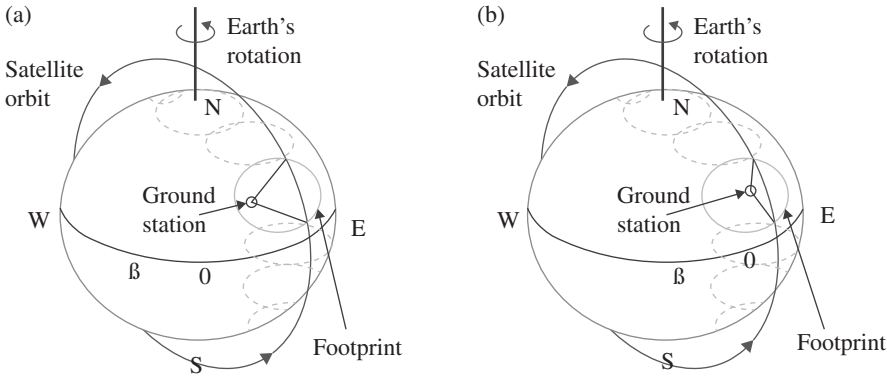 (a)
Earth's
rotation
Satellite
orbit
N
Ground
station
W
E
ß
0
Footprint
S
(b)
Earth's
rotation
Satellite
orbit
N
Ground
station
W
E
0
ß
Footprint
S